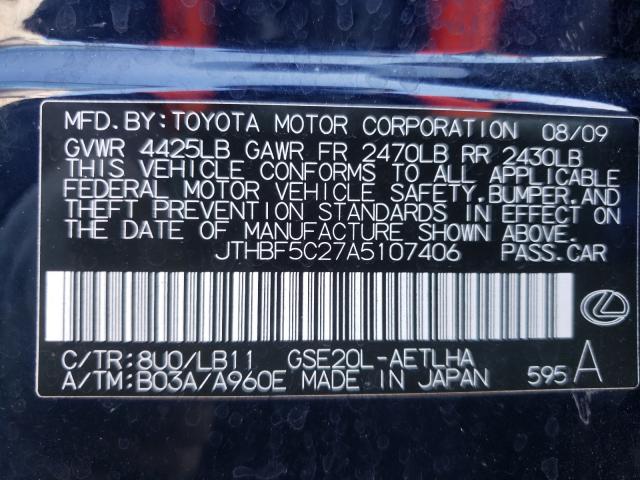 MFD.BY:TOYOTA MOTOR CORPORATION 08/09
GVWR 4425LB GAWR FR 2470LB RR 2430LB
THIS VEHICLE CONFORMS TO ALL APPLICABLE
FEDERAL MOTOR VEHICLE SAFETY,BUMPER,AND
THEFT PREVENTION STANDARDS IN EFFECT ON
THE DATE OF MANUFACTURE SHOWN ABOVE.
JTHBF5C27A5107406 PASS.CAR
C/TR:8U0/LB11 GSE20L-AETLHA
A/TM:B03A/A960E MADE IN JAPAN 595 A